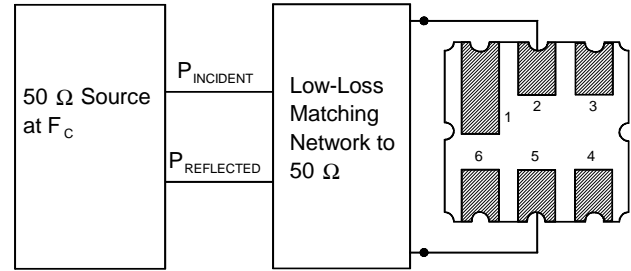 50 Ω Source
at F_C
P_INCIDENT
P_REFLECTED
Low-Loss
Matching
Network to
50 Ω
1
2
3
6
5
4